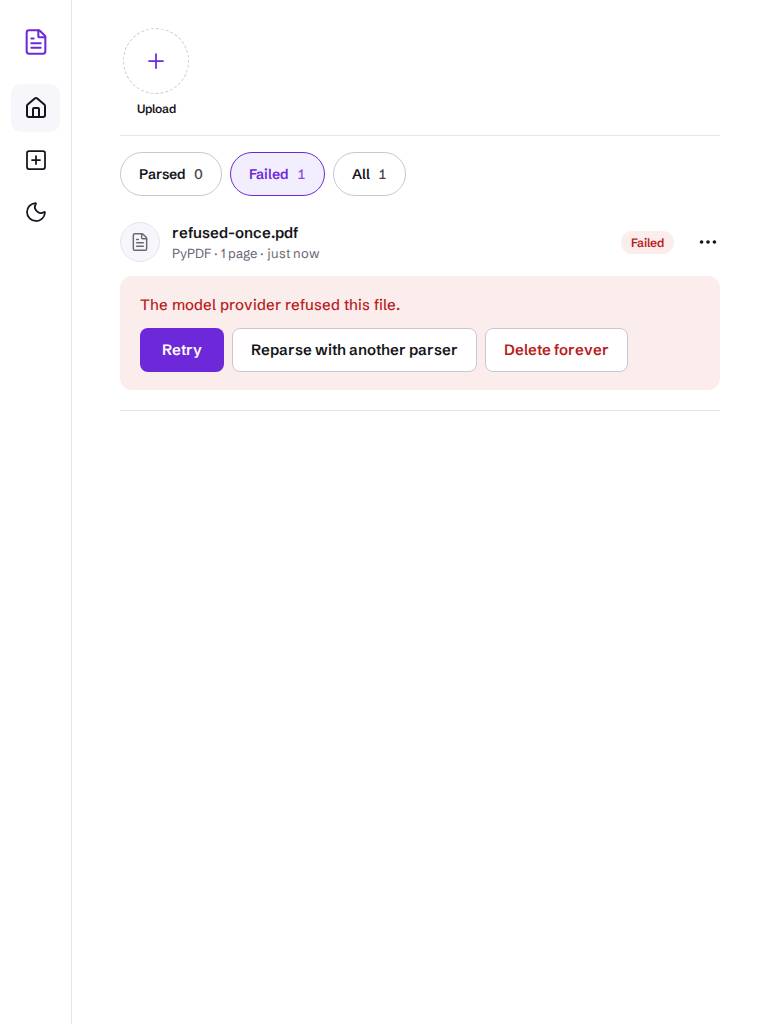 Upload
Parsed 0 Failed 1 All 1
refused-once.pdf
PyPDF · 1 page · just now
Failed
The model provider refused this file.
Retry Reparse with another parser Delete forever